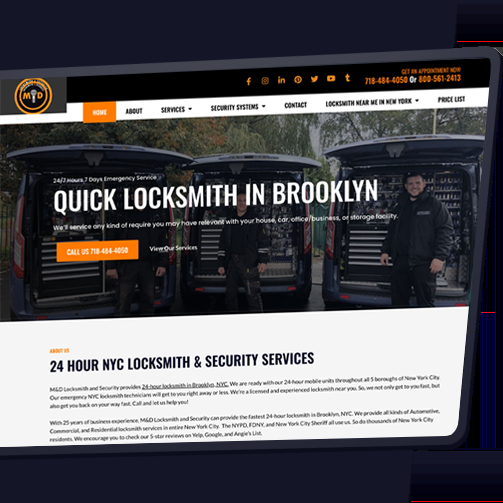 GET AN APPOINTMENT NOW
718-484-4050 Or 800-561-2413
M D
HOME ABOUT SERVICES SECURITY SYSTEMS CONTACT LOCKSMITH NEAR ME IN NEW YORK PRICE LIST
24/7 Hours 7 Days Emergency Service
QUICK LOCKSMITH IN BROOKLYN
We'll service any kind of require you may have relevant with your house, car, office/business, or storage facility.
CALL US 718-484-4050 View Our Services
ABOUT US
24 HOUR NYC LOCKSMITH & SECURITY SERVICES
M&D Locksmith and Security provides 24-hour locksmith in Brooklyn, NYC. We are ready with our 24-hour mobile units throughout all 5 boroughs of New York City.
Our emergency NYC locksmith technicians will get to you right away or less. We're a licensed and experienced locksmith near you. So, we not only get to you fast, but
also get you back on your way fast. Call and let us help you!
With 25 years of business experience, M&D Locksmith and Security can provide the fastest 24-hour locksmith in Brooklyn, NYC. We provide all kinds of Automotive,
Commercial, and Residential locksmith services in entire New York City. The NYPD, FDNY, and New York City Sheriff all use us. So do thousands of New York City
residents. We encourage you to check our 5-star reviews on Yelp, Google, and Angie's List.